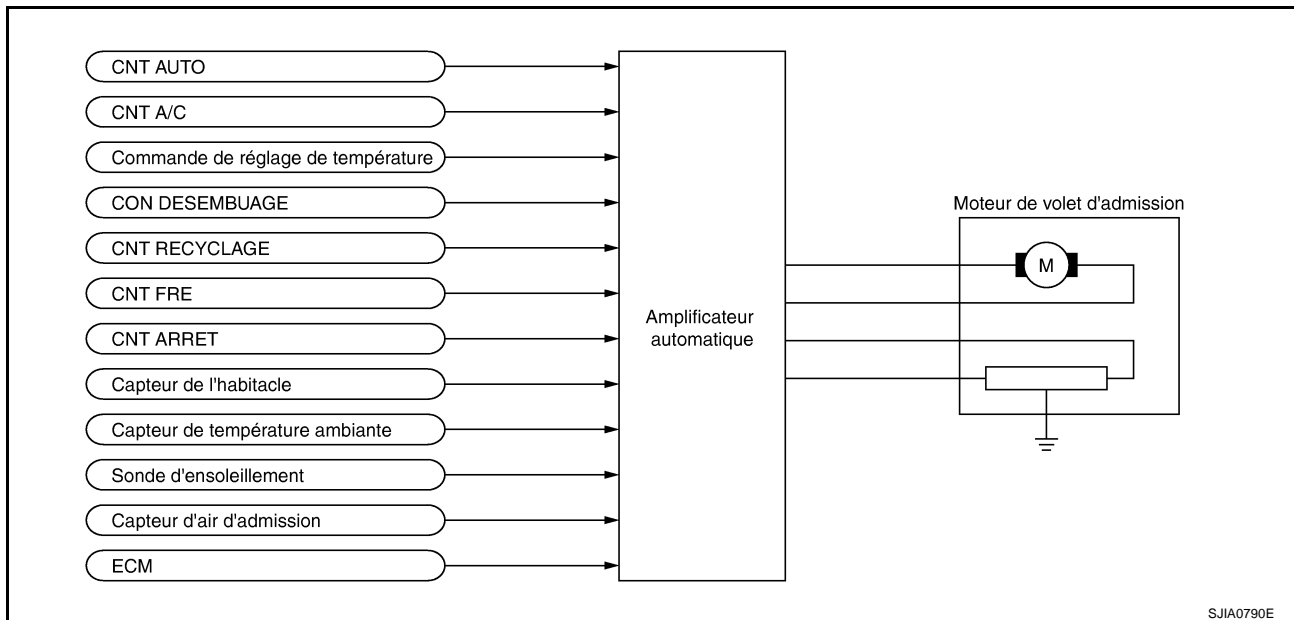 CNT AUTO
CNT A/C
Commande de réglage de température
CON DESEMBUAGE
CNT RECYCLAGE
CNT FRE
CNT ARRET
Capteur de l'habitacle
Capteur de température ambiante
Sonde d'ensoleillement
Capteur d'air d'admission
ECM
Amplificateur
automatique
Moteur de volet d'admission
M
SJIA0790E